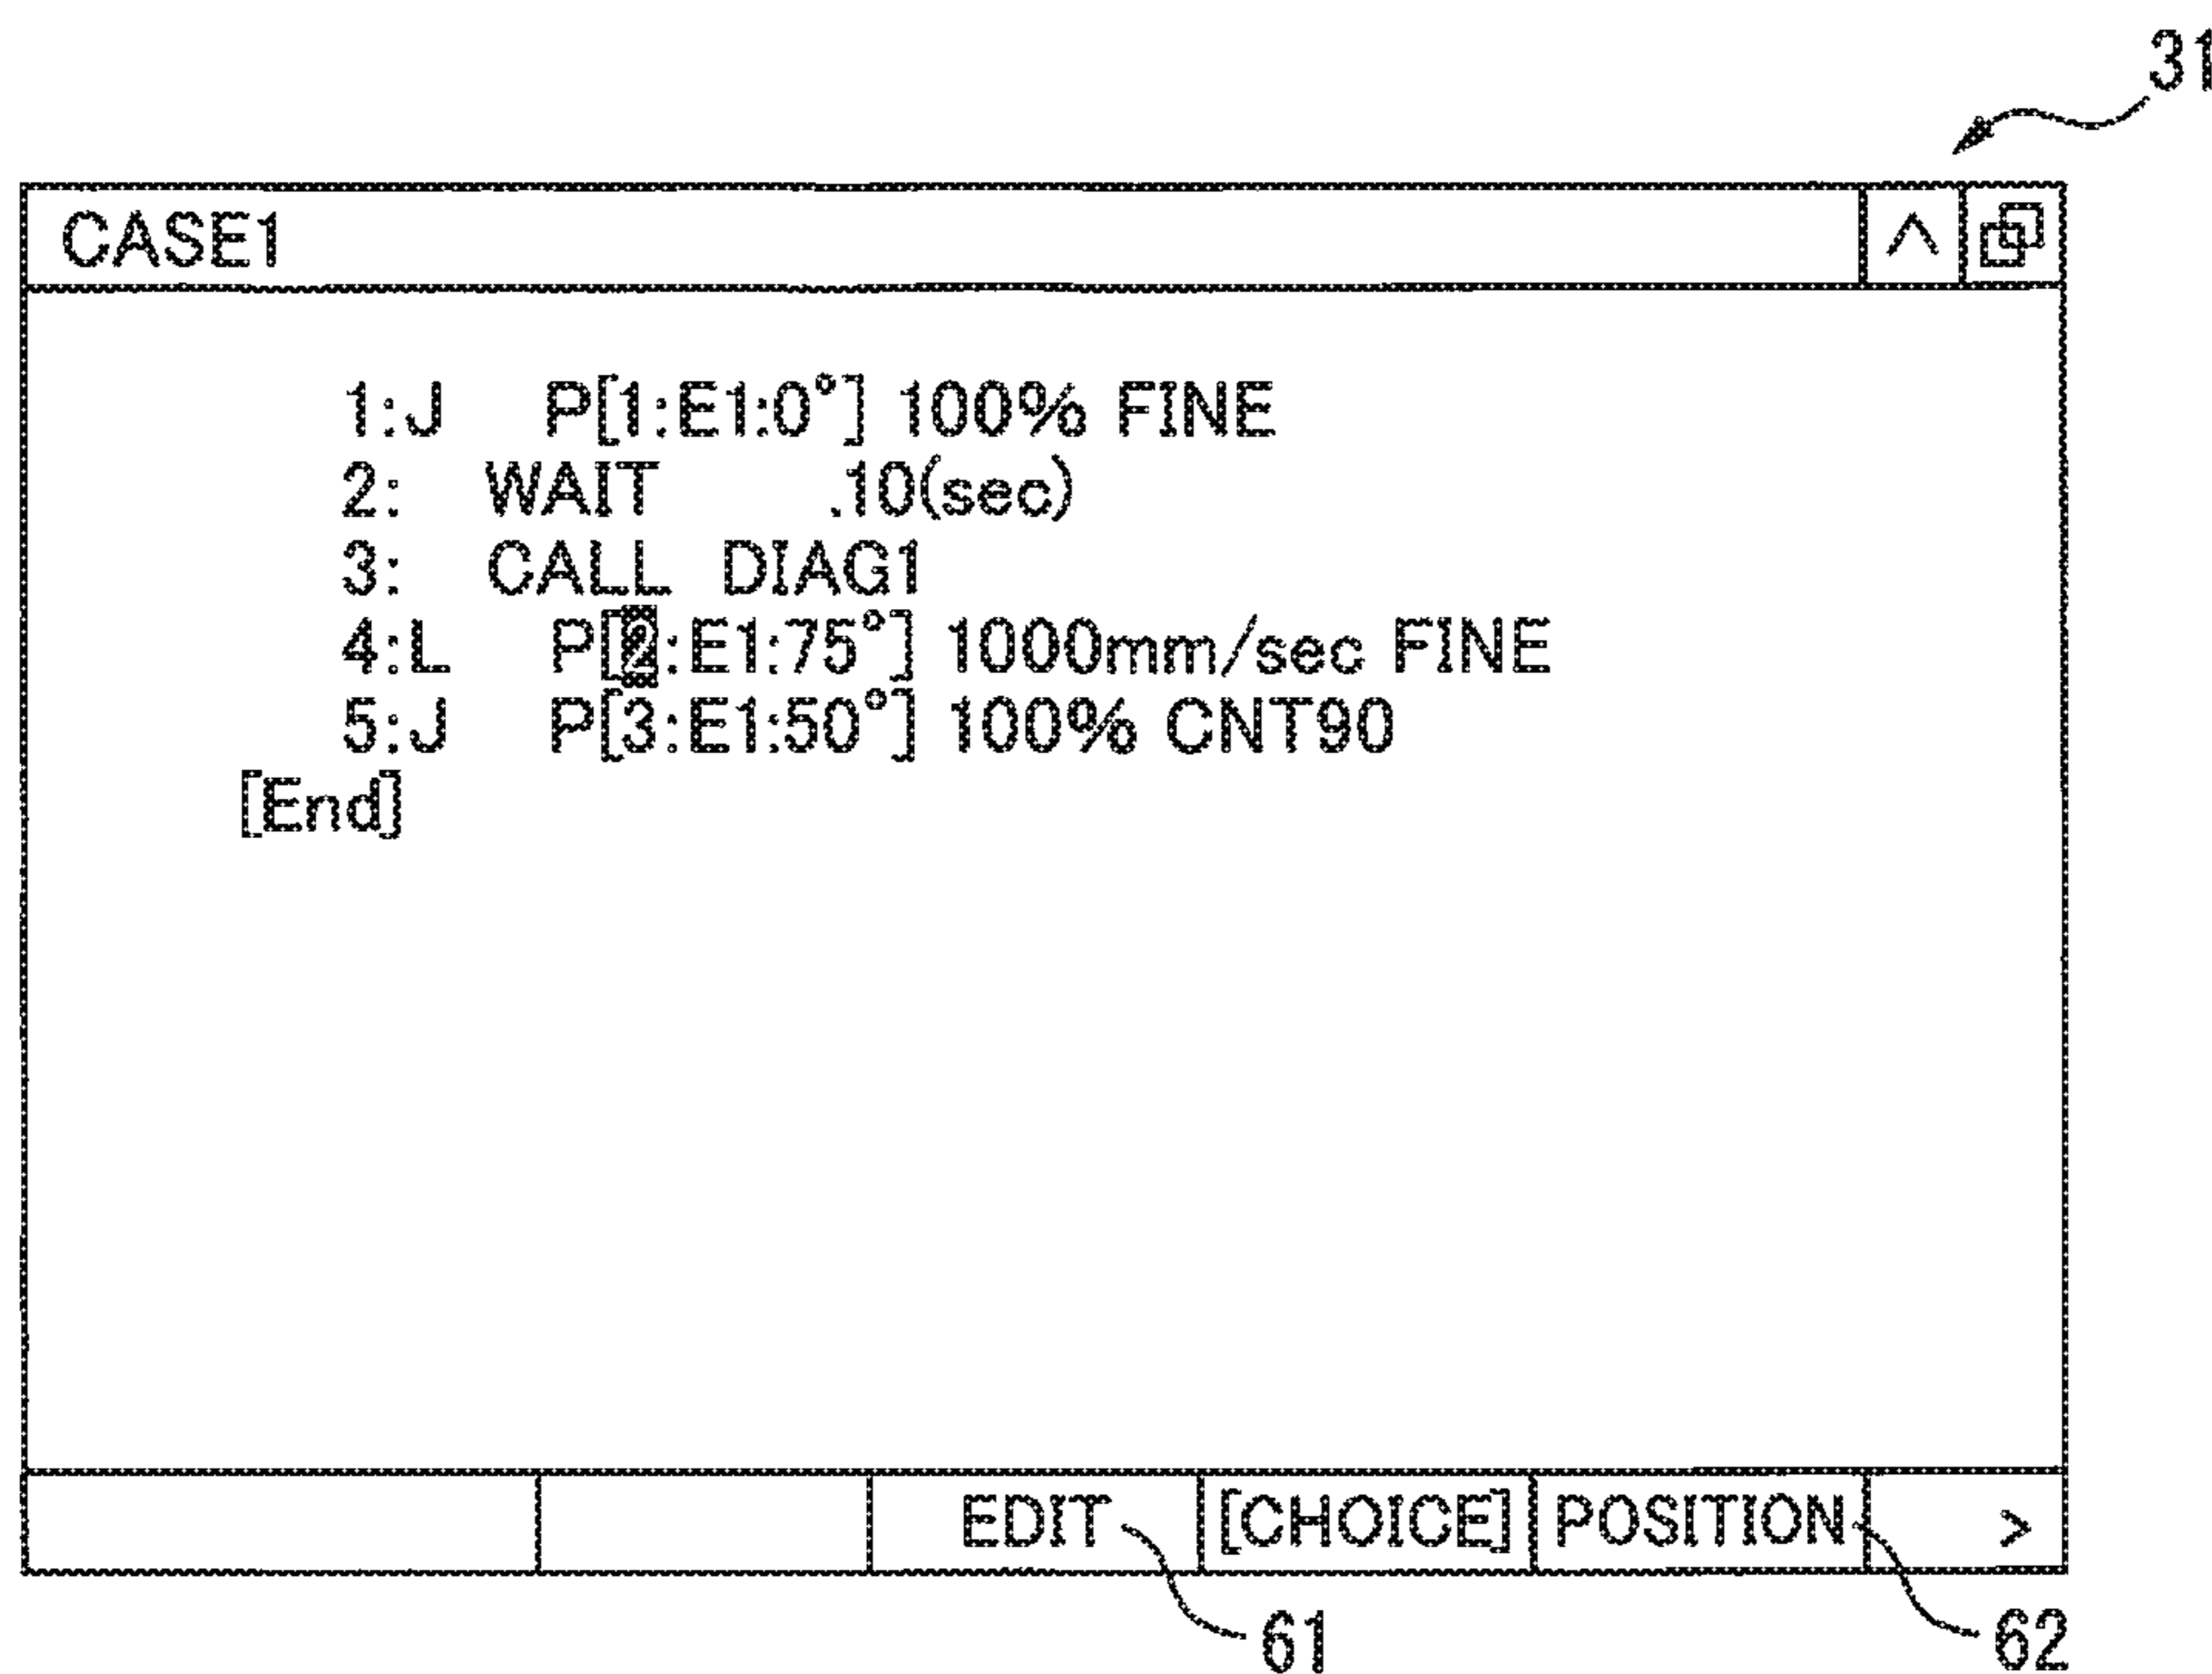 31
CASE1
1:J P[1:E1:0°] 100% FINE
2: WAIT .10(sec)
3: CALL DIAG1
4:L P[2:E1:75°] 1000mm/sec FINE
5:J P[3:E1:50°] 100% CNT90
[End]
EDIT [CHOICE] POSITION >
61 62